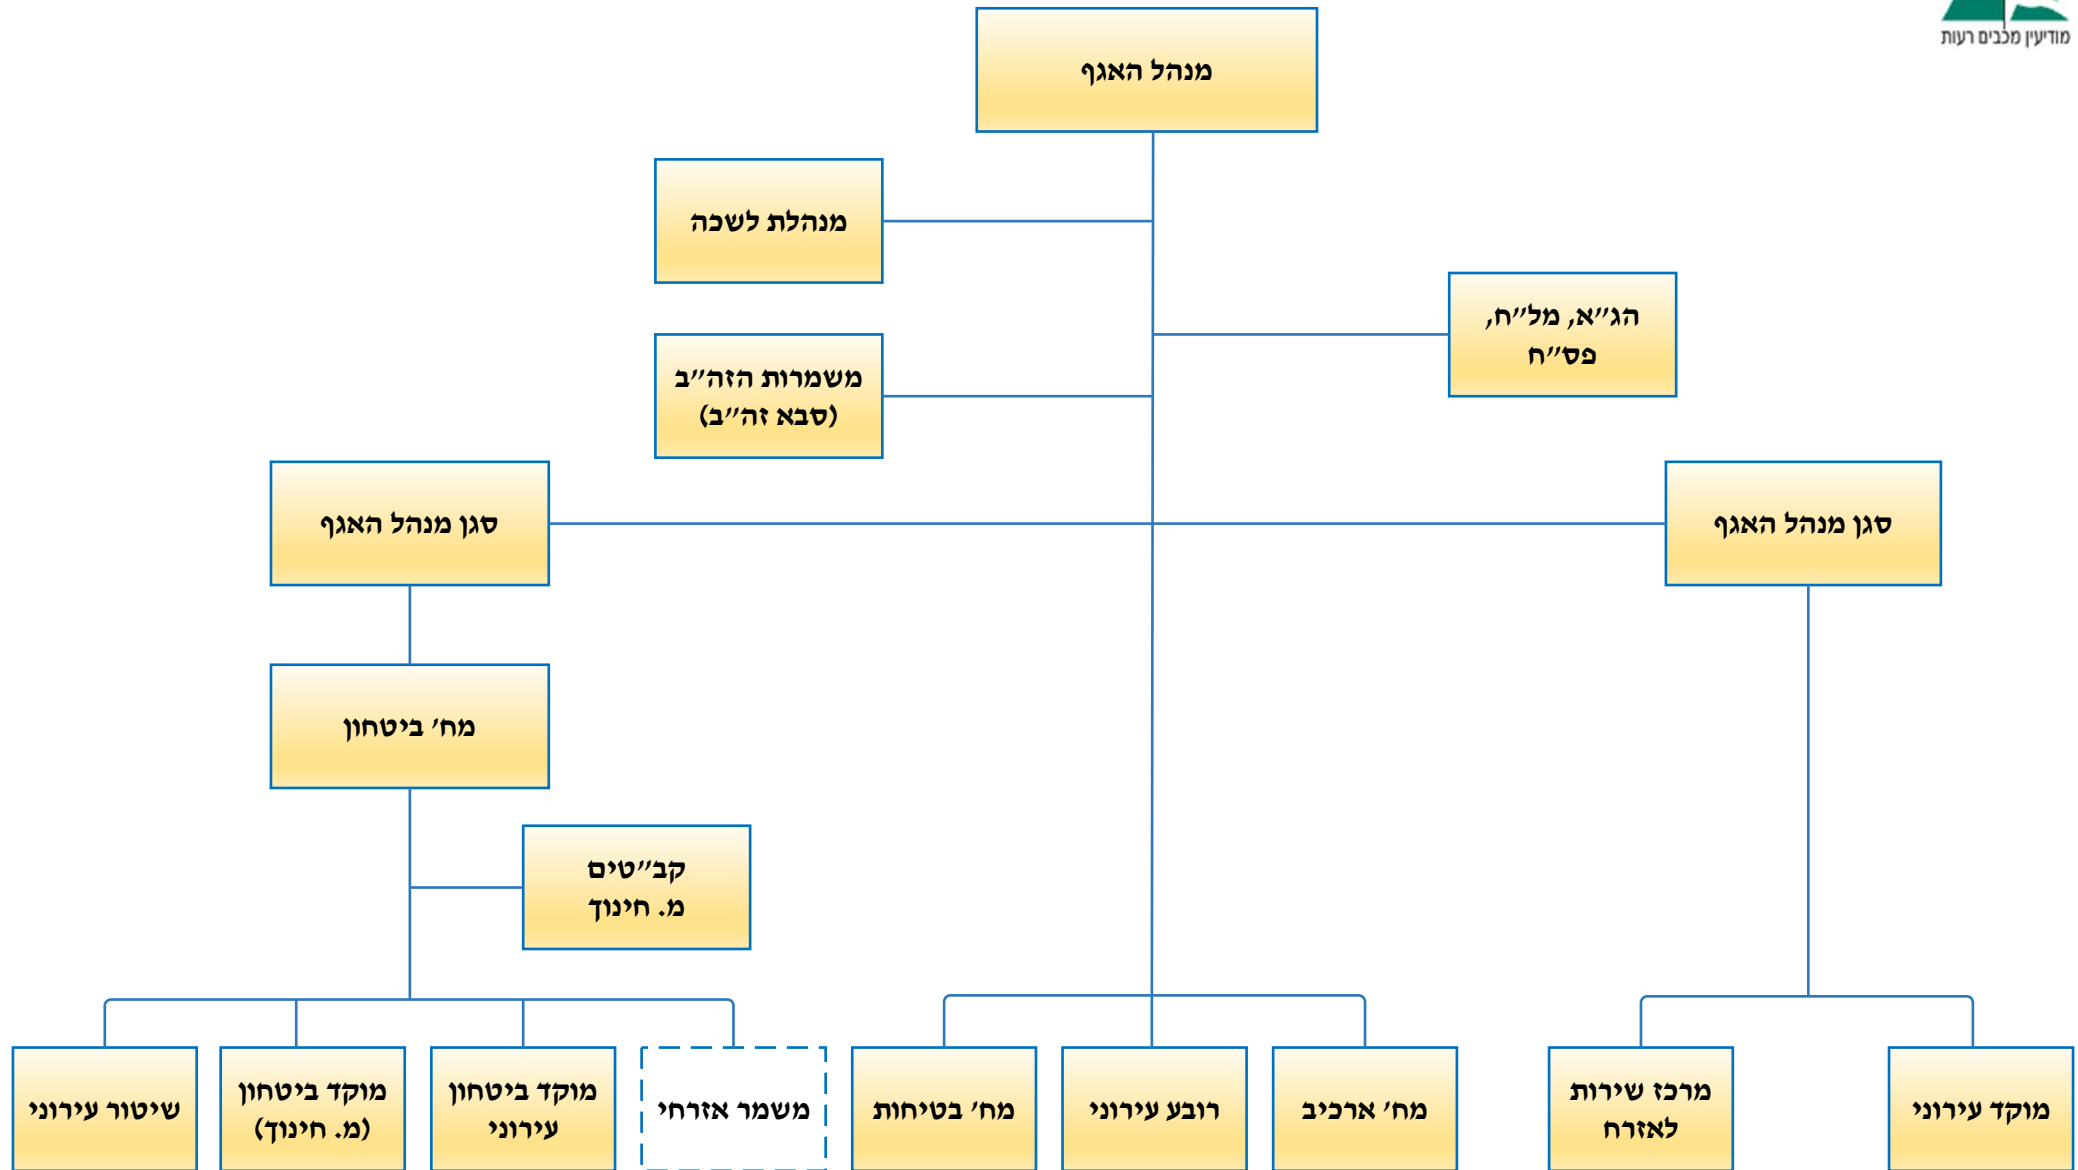 מודיעין מכבים רעות
מנהל האגף
מנהלת לשכה
הג״א, מל״ח,
פס״ח
משמרות הזה״ב
(סבא זה״ב)
סגן מנהל האגף
סגן מנהל האגף
מח׳ ביטחון
קב״טים
מ. חינוך
מוקד עירוני
מרכז שירות
לאזרח
מח׳ ארכיב
רובע עירוני
מח׳ בטיחות
משמר אזרחי
מוקד ביטחון
עירוני
מוקד ביטחון
(מ. חינוך)
שיטור עירוני